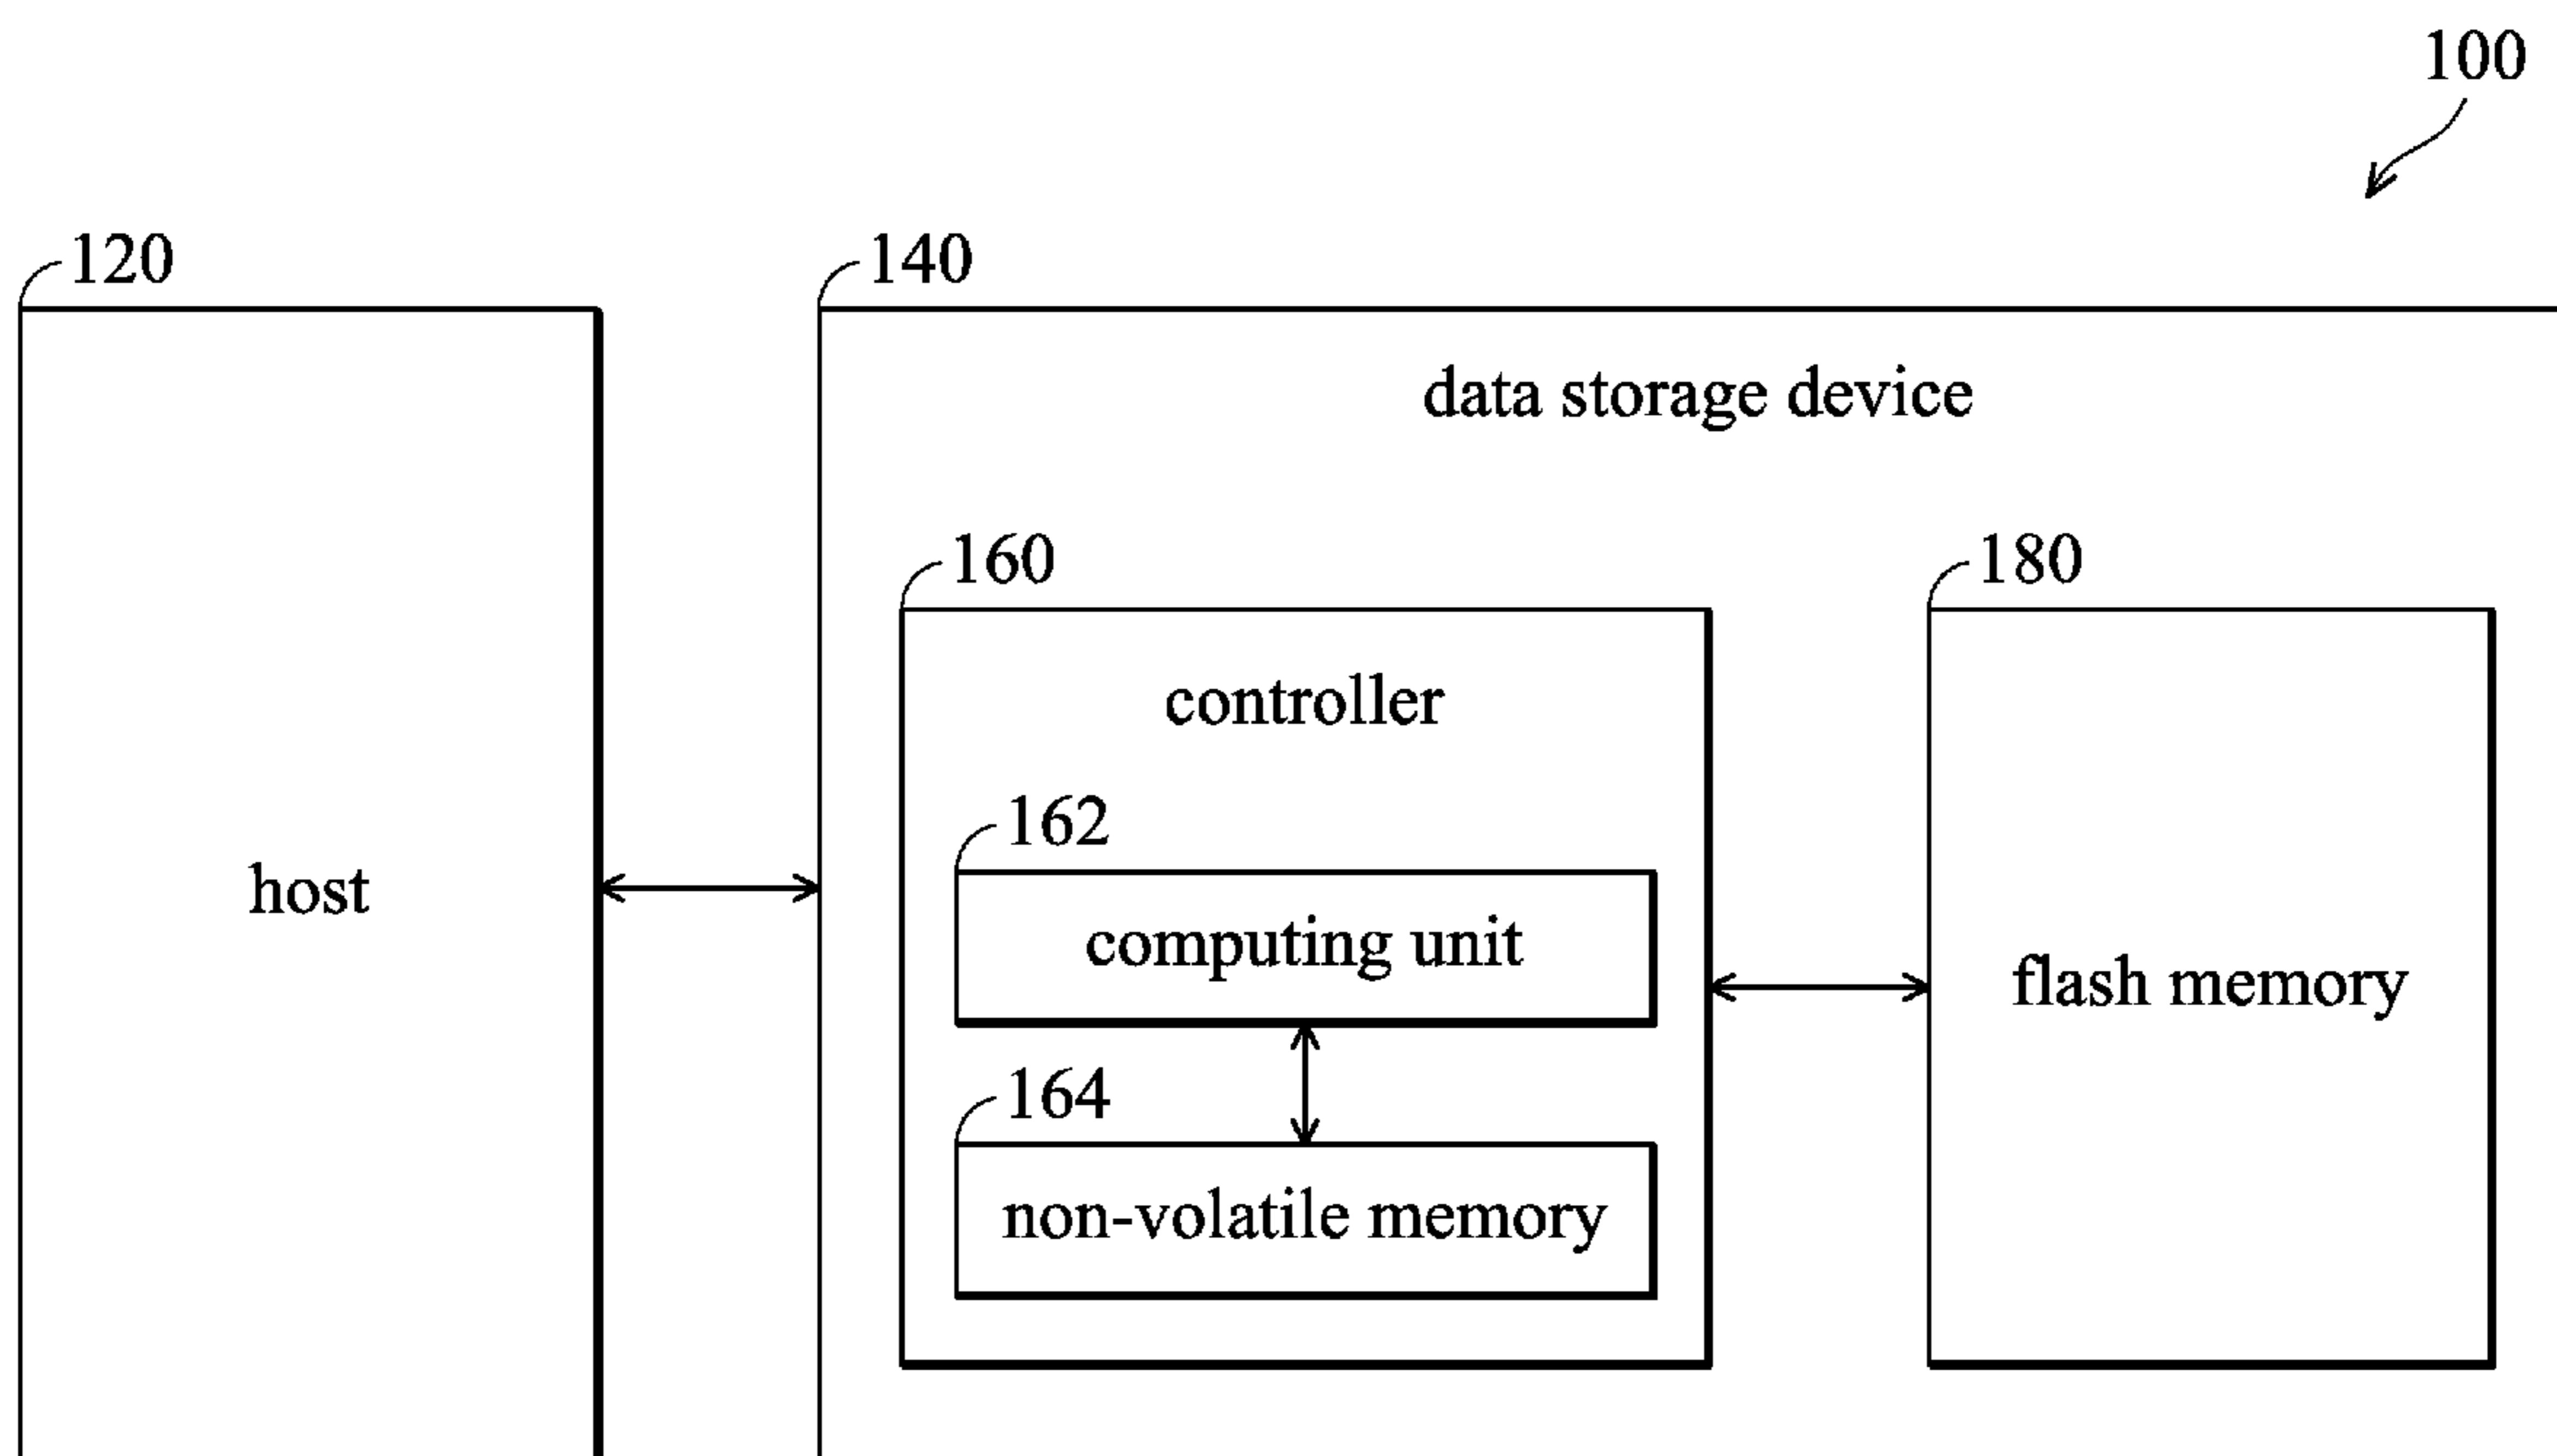 100
120
140
data storage device
160
180
controller
162
host
computing unit
flash memory
164
non-volatile memory